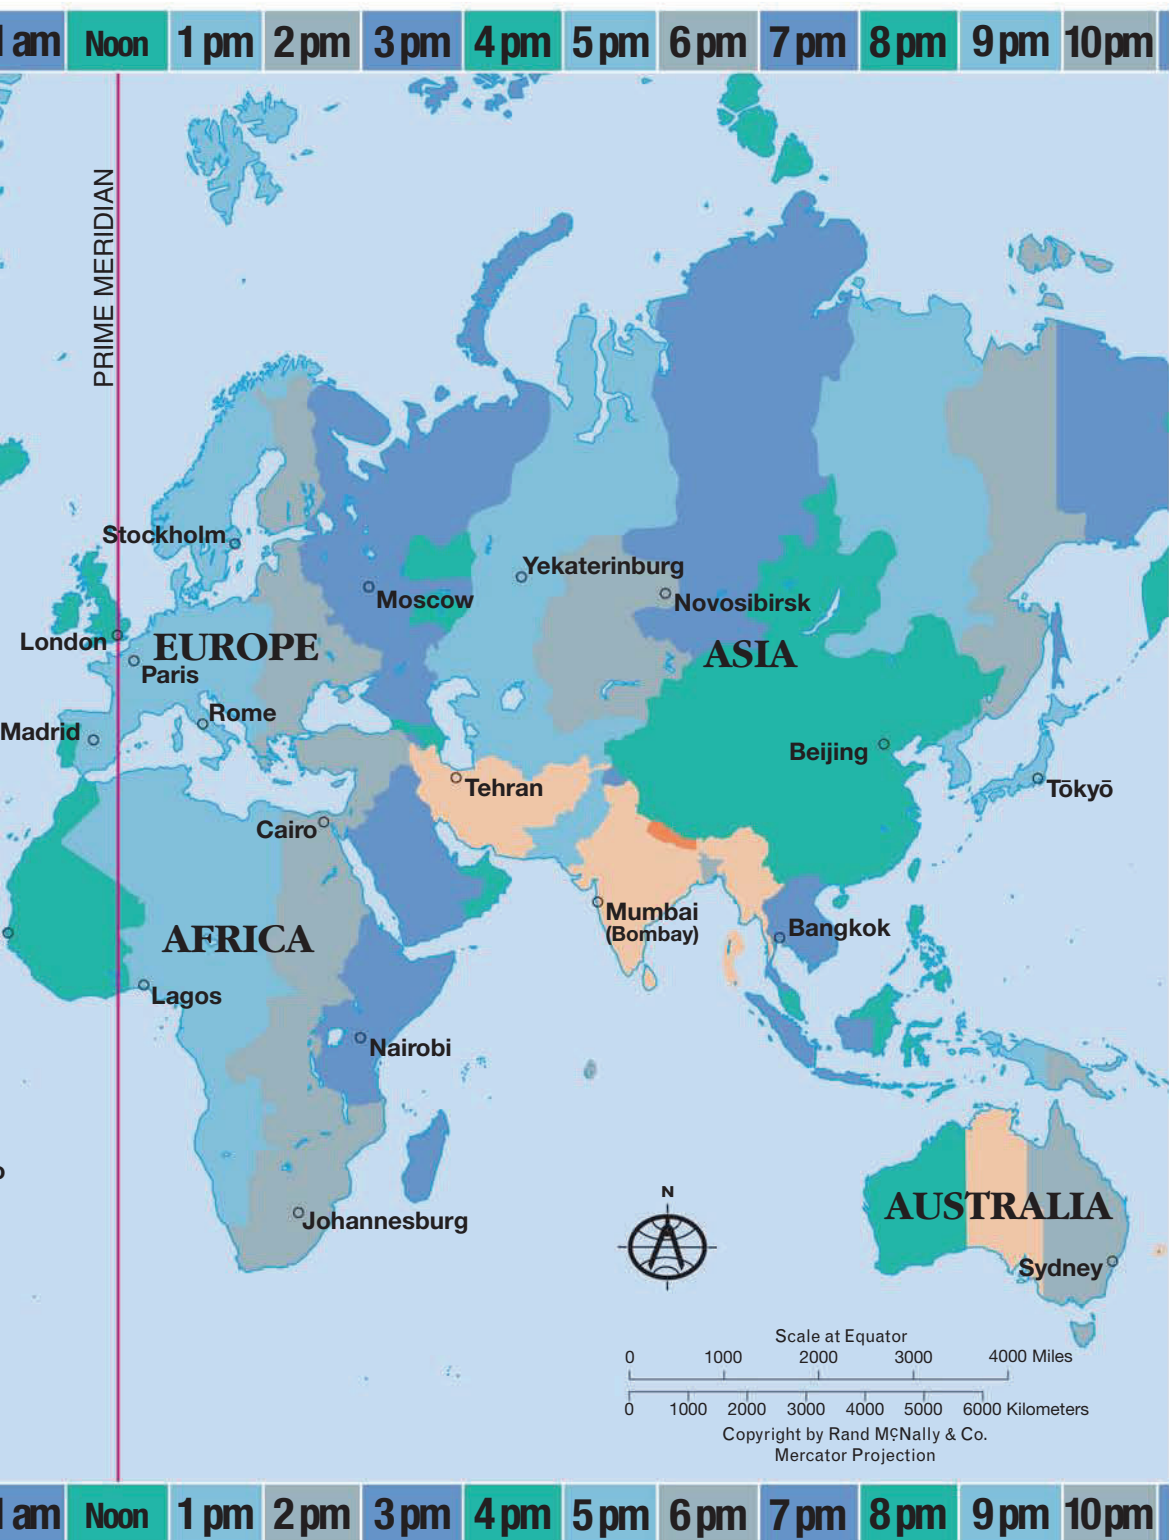 am Noon 1 pm 2 pm 3 pm 4 pm 5 pm 6 pm 7 pm 8 pm 9 pm 10 pm
PRIME MERIDIAN
Stockholm
Yekaterinburg
Moscow
Novosibirsk
London
EUROPE
ASIA
Paris
Rome
Madrid
Beijing
Tehran
Tōkyō
Cairo
Mumbai
(Bombay)
Bangkok
AFRICA
Lagos
Nairobi
N
AUSTRALIA
Johannesburg
Sydney
Scale at Equator
0 1000 2000 3000 4000 Miles
0 1000 2000 3000 4000 5000 6000 Kilometers
Copyright by Rand McNally & Co.
Mercator Projection
am Noon 1 pm 2 pm 3 pm 4 pm 5 pm 6 pm 7 pm 8 pm 9 pm 10 pm